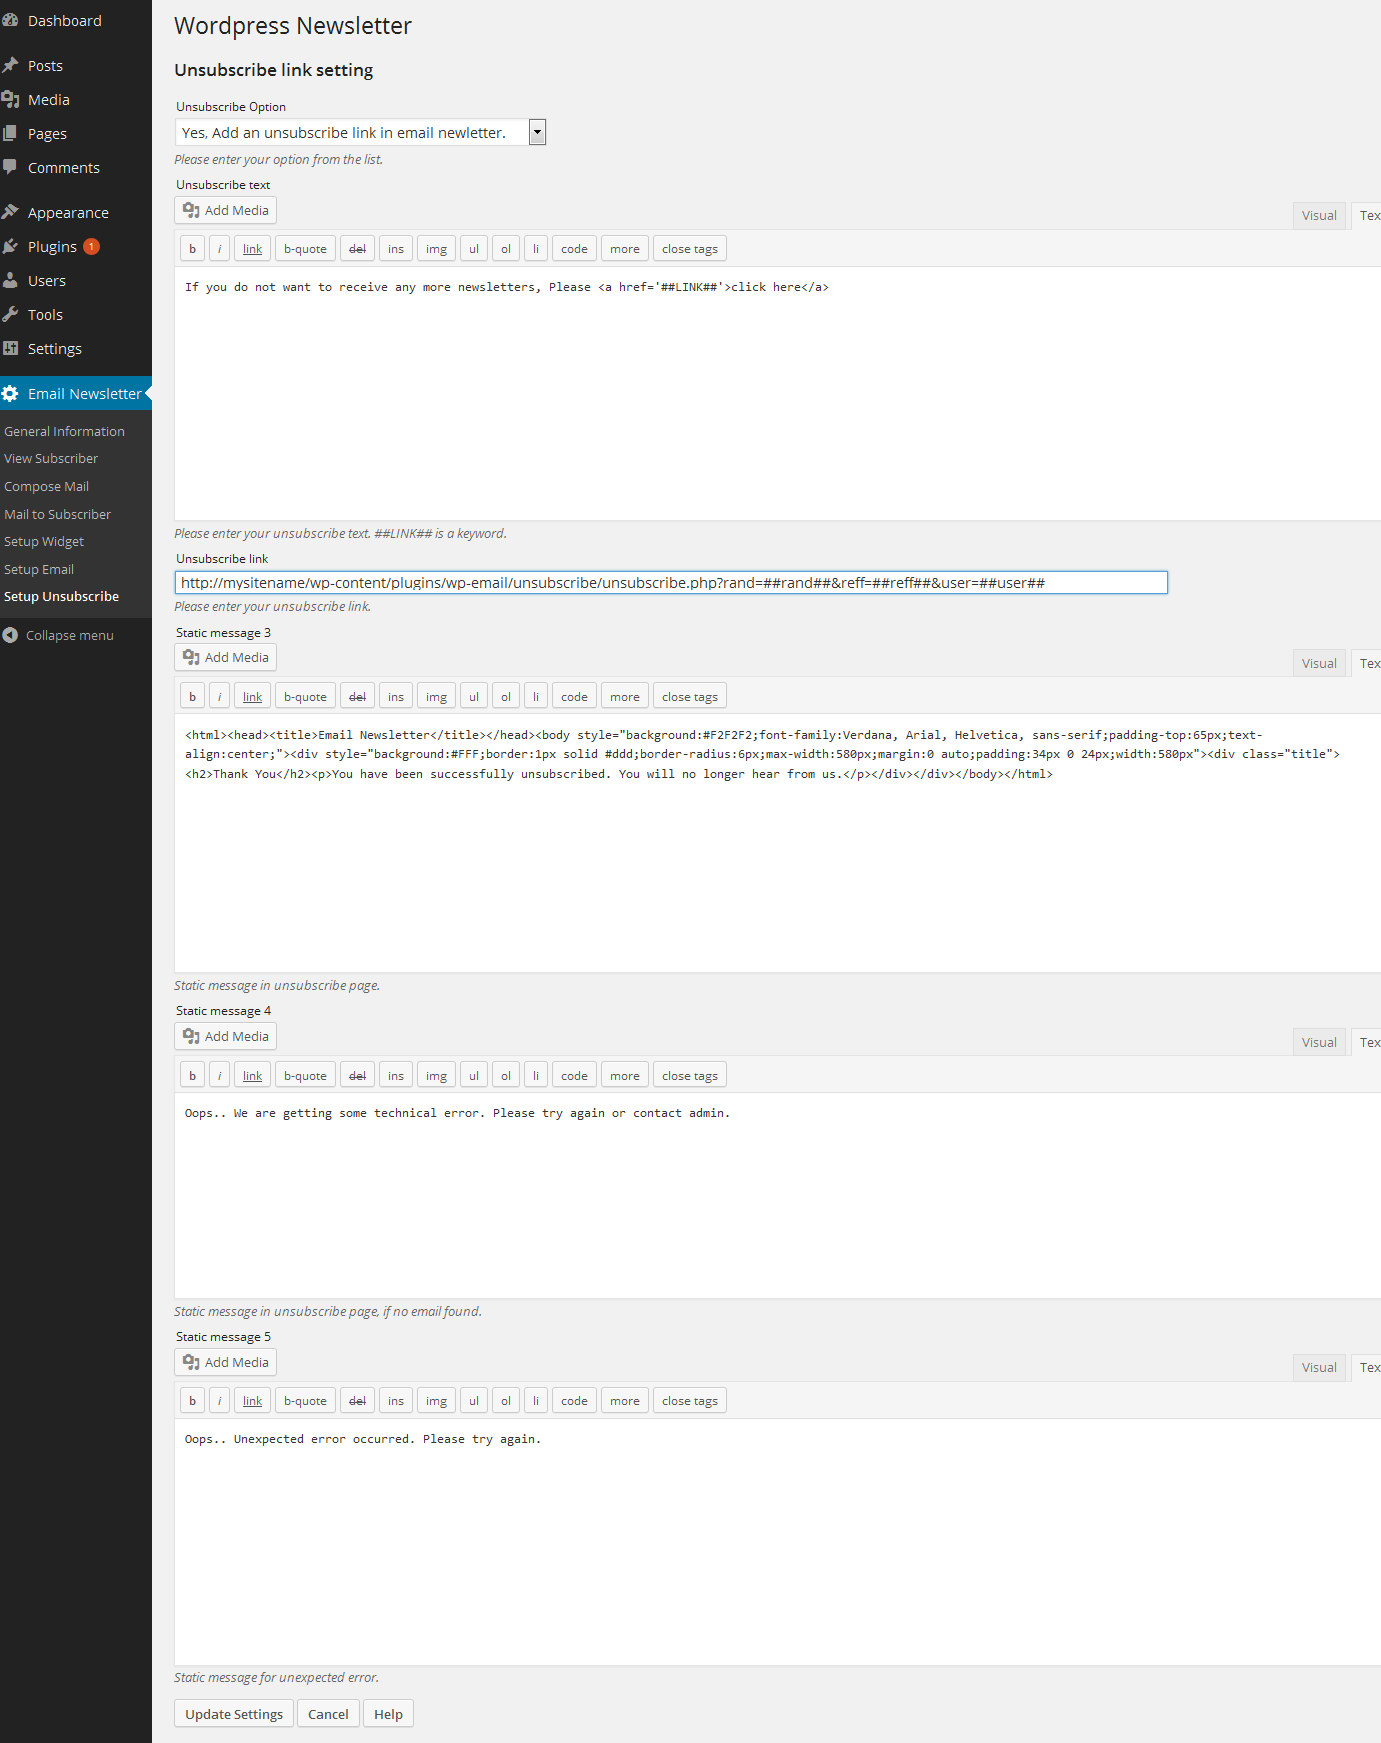 Dashboard
Posts
Media
Pages
Comments
Appearance
Plugins 1
Users
Tools
Settings
Email Newsletter
General Information
View Subscriber
Compose Mail
Mail to Subscriber
Setup Widget
Setup Email
Setup Unsubscribe
Collapse menu
Wordpress Newsletter
Unsubscribe link setting
Unsubscribe Option
Yes, Add an unsubscribe link in email newletter.
Please enter your option from the list.
Unsubscribe text
Add Media
Visual Tex
b i link b-quote del ins img ul ol li code more close tags
If you do not want to receive any more newsletters, Please <a href='##LINK##'>click here</a>
Please enter your unsubscribe text. ##LINK## is a keyword.
Unsubscribe link
http://mysitename/wp-content/plugins/wp-email/unsubscribe/unsubscribe.php?rand=##rand##&reff=##reff##&user=##user##
Please enter your unsubscribe link.
Static message 3
Add Media
Visual Tex
b i link b-quote del ins img ul ol li code more close tags
<html><head><title>Email Newsletter</title></head><body style="background:#F2F2F2;font-family:Verdana, Arial, Helvetica, sans-serif;padding-top:65px;text-
align:center;"><div style="background:#FFF;border:1px solid #ddd;border-radius:6px;max-width:580px;margin:0 auto;padding:34px 0 24px;width:580px"><div class="title">
<h2>Thank You</h2><p>You have been successfully unsubscribed. You will no longer hear from us.</p></div></div></body></html>
Static message in unsubscribe page.
Static message 4
Add Media
Visual Tex
b i link b-quote del ins img ul ol li code more close tags
Oops.. We are getting some technical error. Please try again or contact admin.
Static message in unsubscribe page, if no email found.
Static message 5
Add Media
Visual Tex
b i link b-quote del ins img ul ol li code more close tags
Oops.. Unexpected error occurred. Please try again.
Static message for unexpected error.
Update Settings Cancel Help